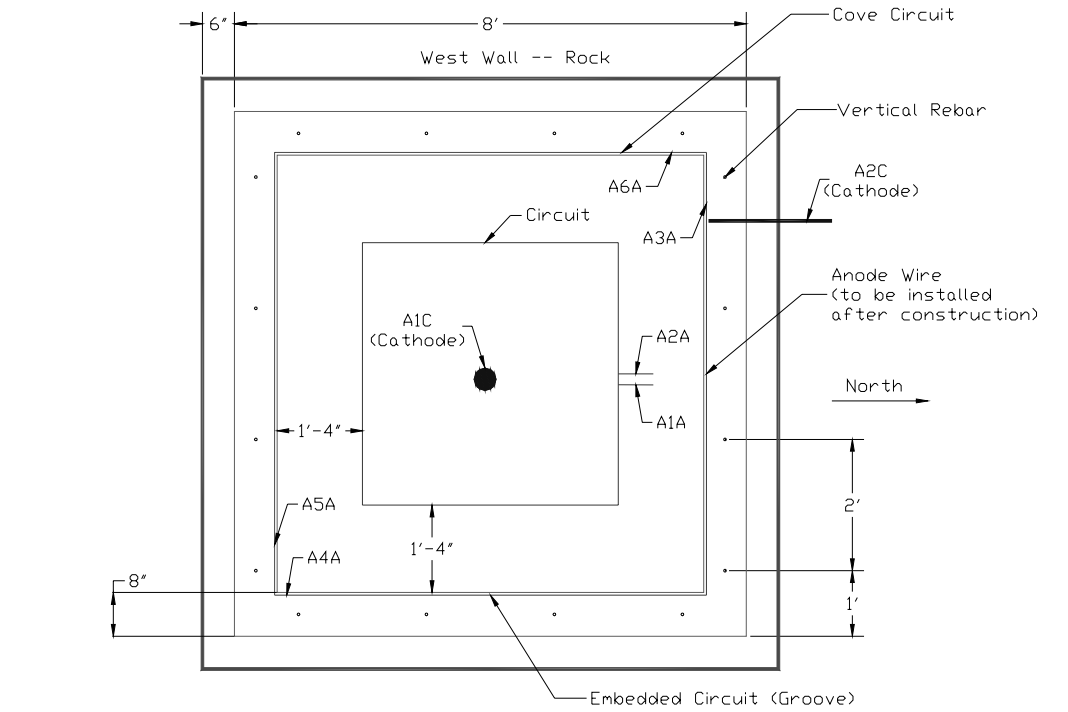 Cove Circuit
6"
8'
West Wall -- Rock
Vertical Rebar
A2C
(Cathode)
A6A
Circuit
A3A
Anode Wire
(to be installed
after construction)
A1C
(Cathode)
A2A
North
A1A
1'-4"
A5A
2'
1'-4"
A4A
8"
1'
Embedded Circuit (Groove)